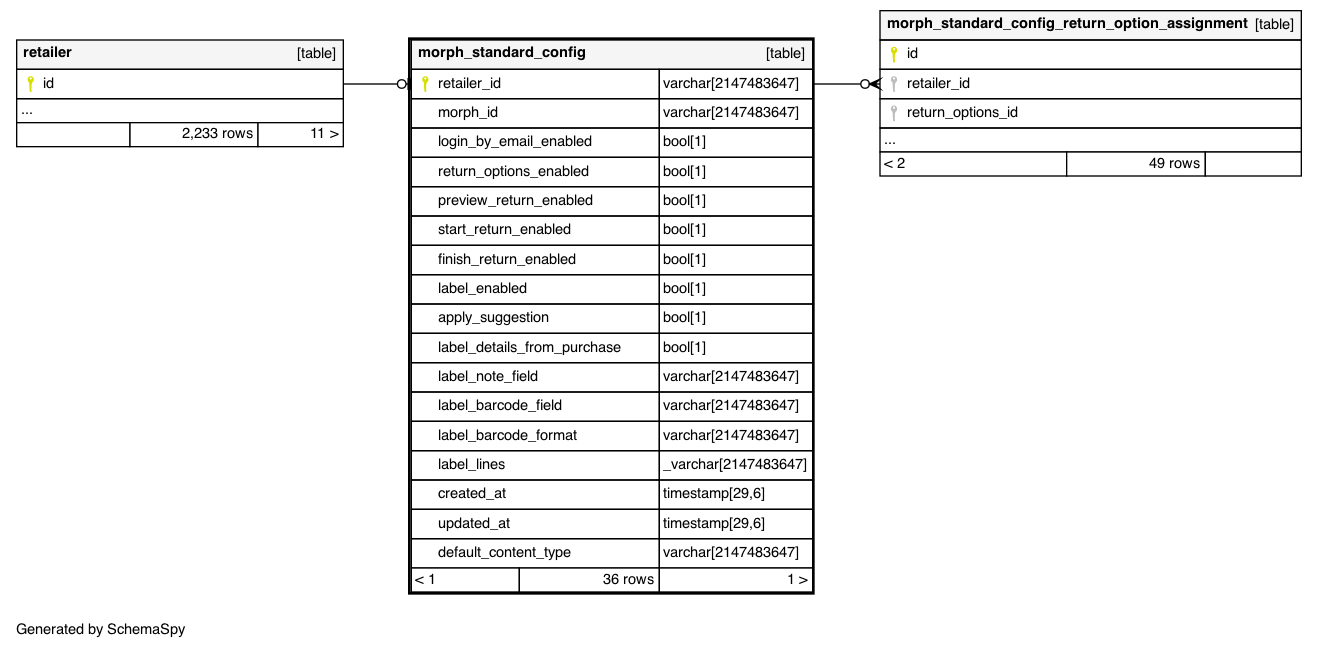 retailer [table]
id
...
2,233 rows 11 >
morph_standard_config [table]
retailer_id varchar[2147483647]
morph_id varchar[2147483647]
login_by_email_enabled bool[1]
return_options_enabled bool[1]
preview_return_enabled bool[1]
start_return_enabled bool[1]
finish_return_enabled bool[1]
label_enabled bool[1]
apply_suggestion bool[1]
label_details_from_purchase bool[1]
label_note_field varchar[2147483647]
label_barcode_field varchar[2147483647]
label_barcode_format varchar[2147483647]
label_lines _varchar[2147483647]
created_at timestamp[29,6]
updated_at timestamp[29,6]
default_content_type varchar[2147483647]
< 1 36 rows 1 >
morph_standard_config_return_option_assignment [table]
id
retailer_id
return_options_id
...
< 2 49 rows
Generated by SchemaSpy